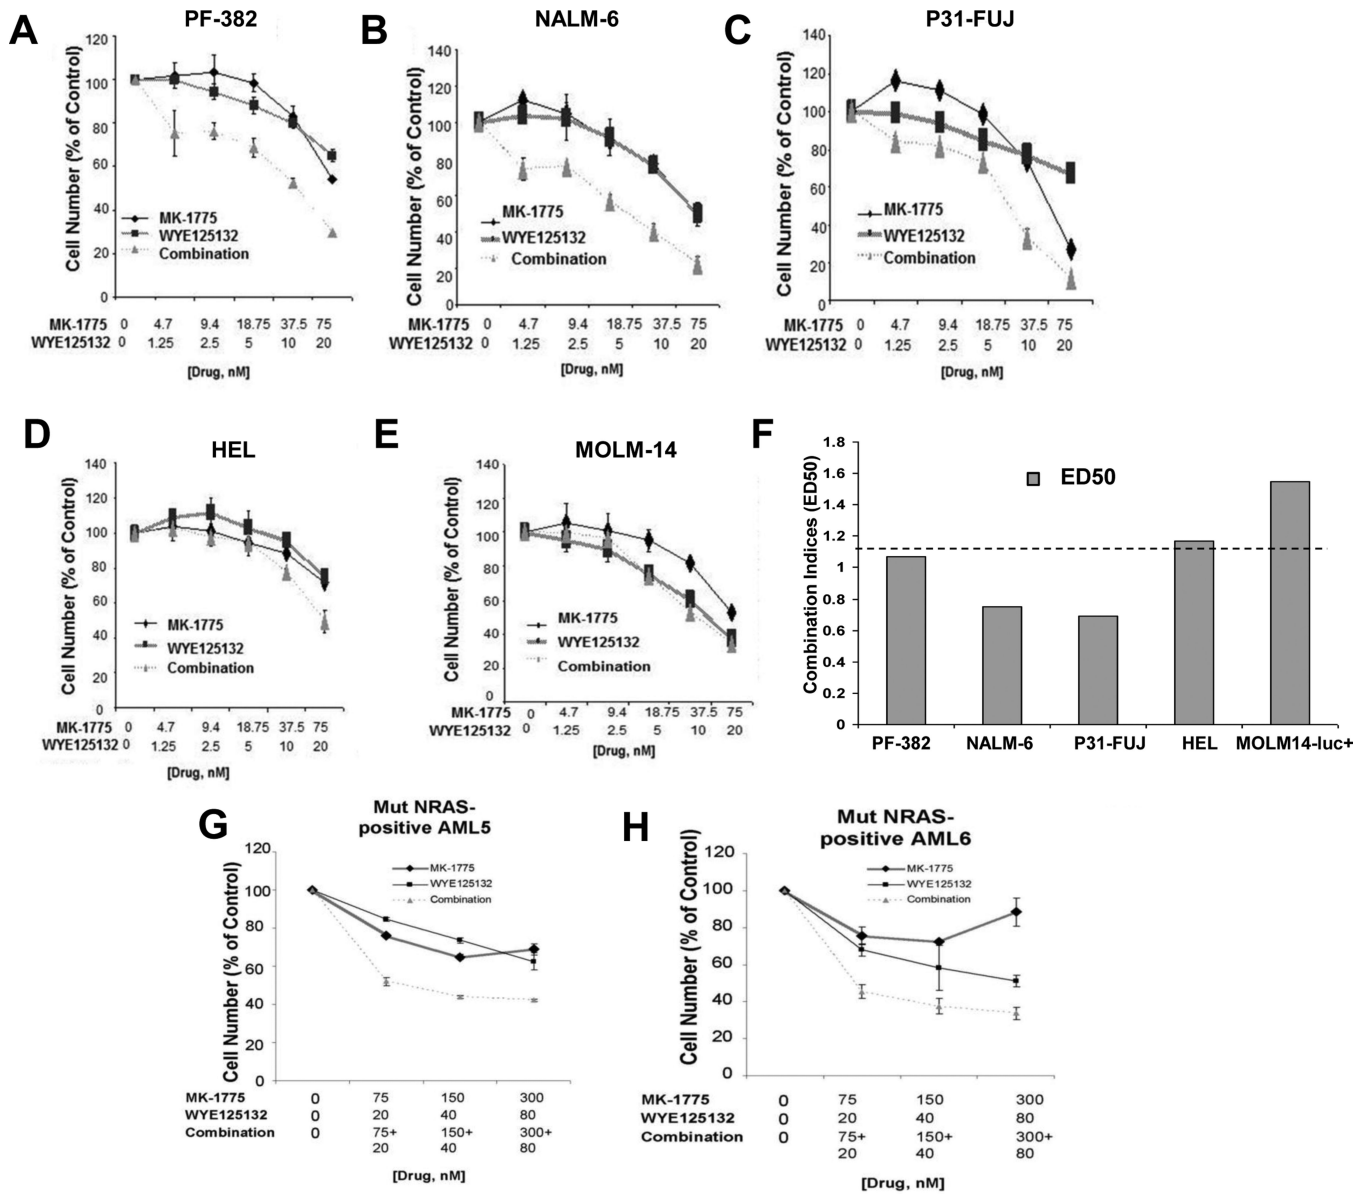 A
PF-382
Cell Number (% of Control)
120
100
80
60
40
20
0
MK-1775
WYE125132
Combination
MK-1775 0 4.7 9.4 18.75 37.5 75
WYE125132 0 1.25 2.5 5 10 20
[Drug, nM]
B
NALM-6
Cell Number (% of Control)
140
120
100
80
60
40
20
0
MK-1775
WYE125132
Combination
MK-1775 0 4.7 9.4 18.75 37.5 75
WYE125132 0 1.25 2.5 5 10 20
[Drug, nM]
C
P31-FUJ
Cell Number (% of Control)
140
120
100
80
60
40
20
0
MK-1775
WYE125132
Combination
MK-1775 0 4.7 9.4 18.75 37.5 75
WYE125132 0 1.25 2.5 5 10 20
[Drug, nM]
D
HEL
Cell Number (% of Control)
140
120
100
80
60
40
20
0
MK-1775
WYE125132
Combination
MK-1775 0 4.7 9.4 18.75 37.5 75
WYE125132 0 1.25 2.5 5 10 20
[Drug, nM]
E
MOLM-14
Cell Number (% of Control)
140
120
100
80
60
40
20
0
MK-1775
WYE125132
Combination
MK-1775 0 4.7 9.4 18.75 37.5 75
WYE125132 0 1.25 2.5 5 10 20
[Drug, nM]
F
Combination Indices (ED50)
1.8
1.6
1.4
1.2
1
0.8
0.6
0.4
0.2
0
ED50
PF-382 NALM-6 P31-FUJ HEL MOLM14-luc+
G
Mut NRAS-
positive AML5
Cell Number (% of Control)
120
100
80
60
40
20
0
MK-1775
WYE125132
Combination
MK-1775 0 75 150 300
WYE125132 0 20 40 80
Combination 0 75+ 150+ 300+
20 40 80
[Drug, nM]
H
Mut NRAS-
positive AML6
Cell Number (% of Control)
120
100
80
60
40
20
0
MK-1775
WYE125132
Combination
MK-1775 0 75 150 300
WYE125132 0 20 40 80
Combination 0 75+ 150+ 300+
20 40 80
[Drug, nM]